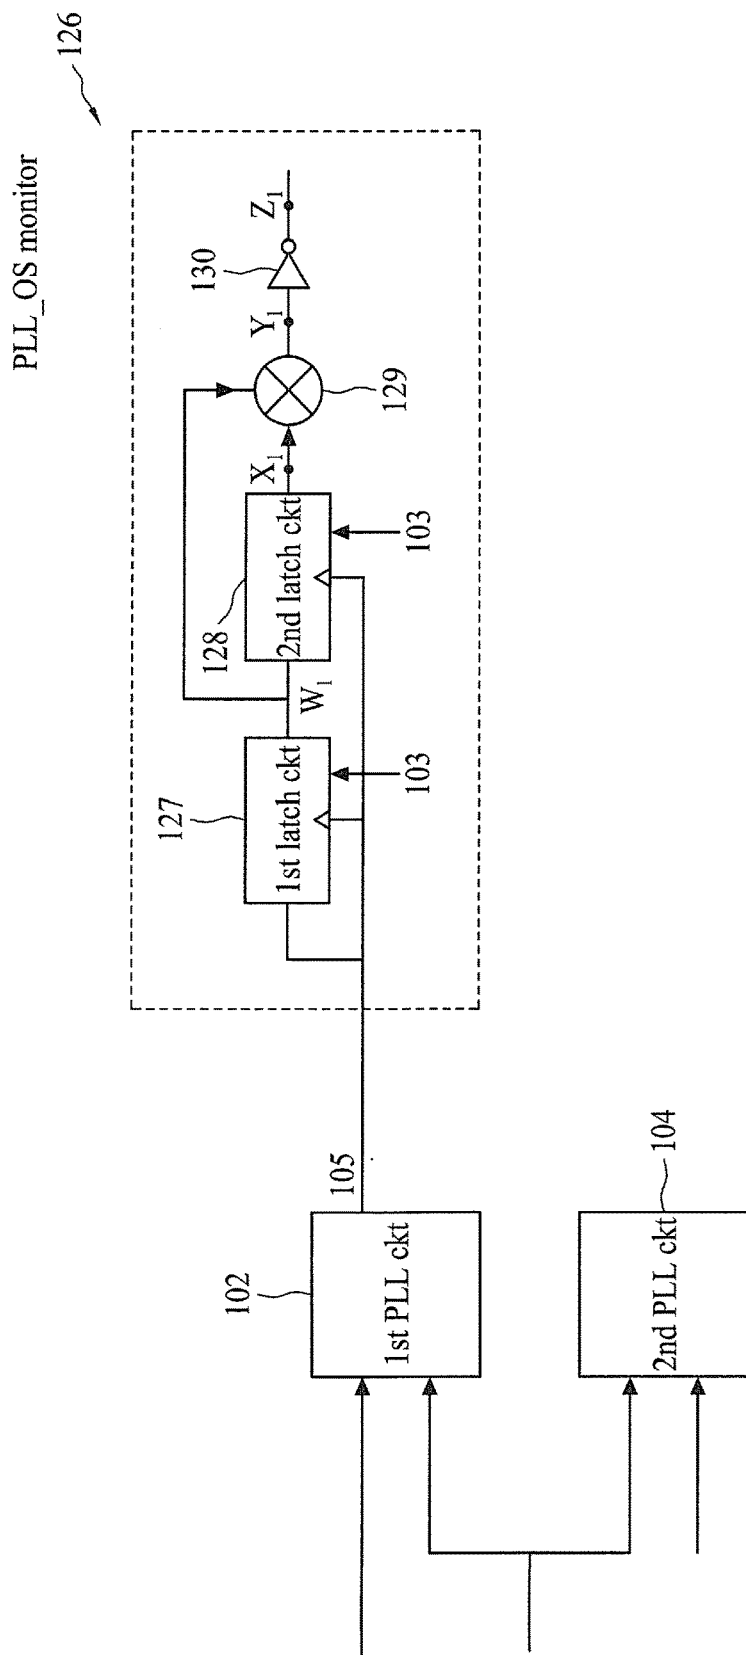 PLL_OS monitor
126
127
1st latch ckt
103
W1
128
2nd latch ckt
103
X1
129
Y1
130
Z1
102
1st PLL ckt
105
2nd PLL ckt
104